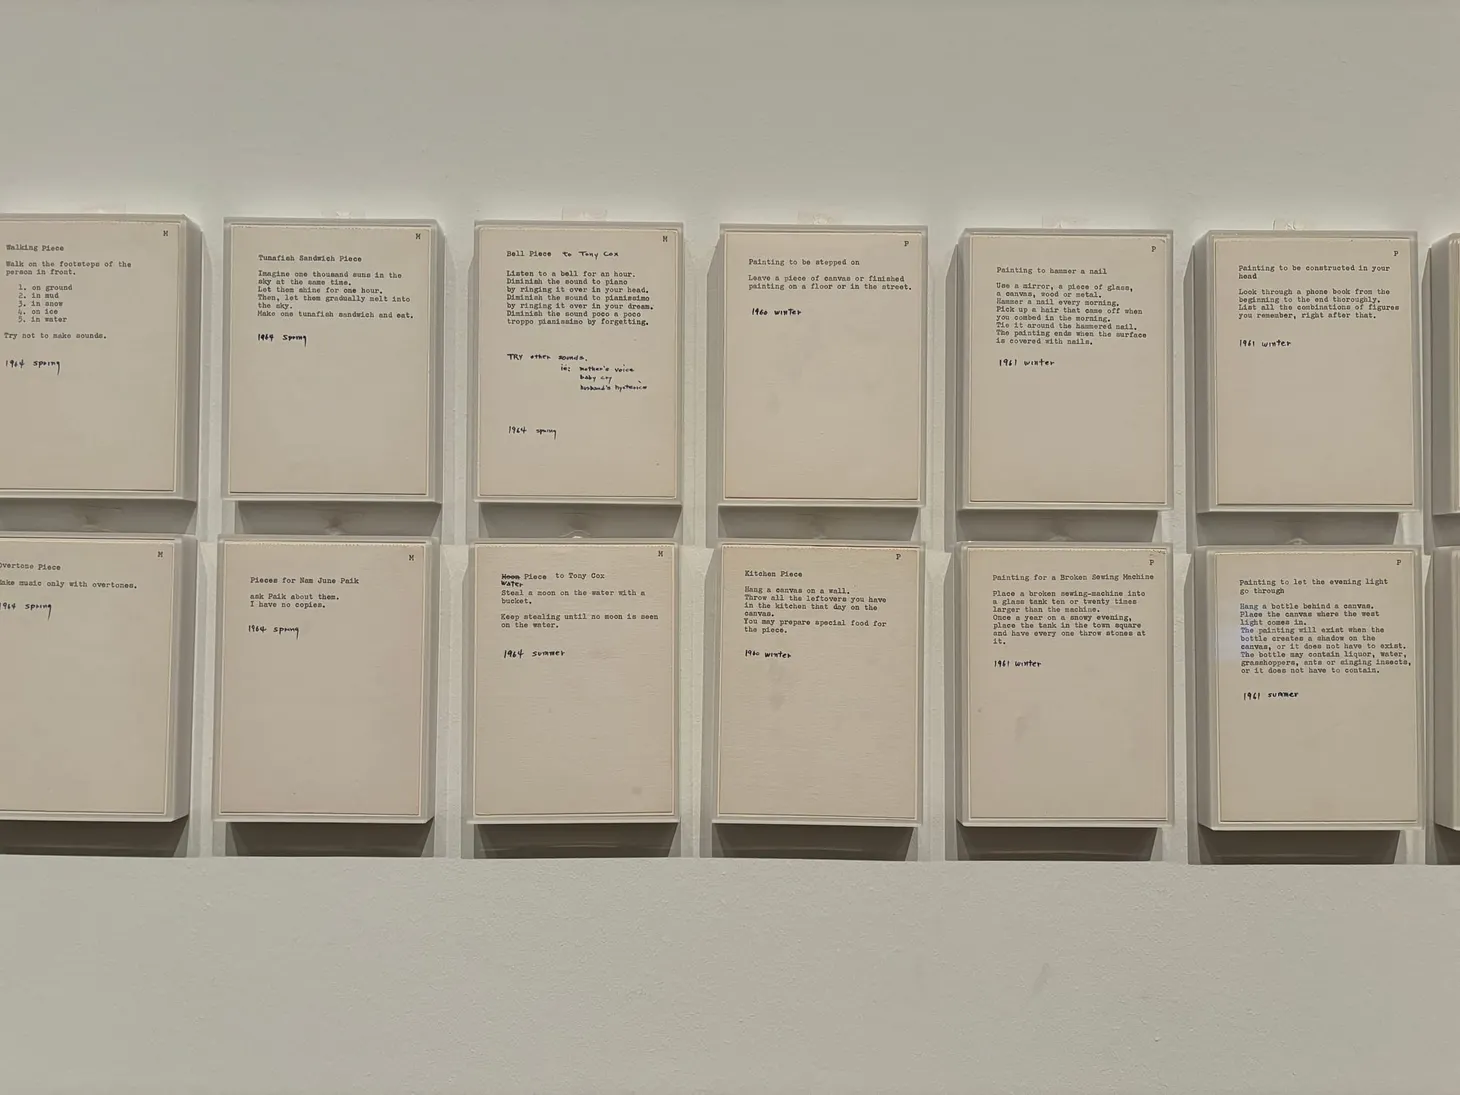 M
Walking Piece
Walk on the footsteps of the
person in front.
1. on ground
2. in mud
3. in snow
4. on ice
5. in water
Try not to make sounds.
1964 spring
M
Tunafish Sandwich Piece
Imagine one thousand suns in the
sky at the same time.
Let them shine for one hour.
Then, let them gradually melt into
the sky.
Make one tunafish sandwich and eat.
1964 spring
M
Bell Piece to Tony Cox
Listen to a bell for an hour.
Diminish the sound to piano
by ringing it over in your head.
Diminish the sound to pianissimo
by ringing it over in your dream.
Diminish the sound poco a poco
troppo pianissimo by forgetting.
TRY other sounds.
ie: mother's voice
baby cry
husband's hysterics
1964 spring
P
Painting to be stepped on
Leave a piece of canvas or finished
painting on a floor or in the street.
1960 winter
P
Painting to hammer a nail
Use a mirror, a piece of glass,
a canvas, wood or metal.
Hammer a nail every morning.
Pick up a hair that came off when
you combed in the morning.
Tie it around the hammered nail.
The painting ends when the surface
is covered with nails.
1961 winter
P
Painting to be constructed in your
head
Look through a phone book from the
beginning to the end thoroughly.
List all the combinations of figures
you remember, right after that.
1961 winter
M
Overtone Piece
Make music only with overtones.
1964 spring
M
Pieces for Nam June Paik
ask Paik about them.
I have no copies.
1964 spring
M
Moon Piece to Tony Cox
Water
Steal a moon on the water with a
bucket.
Keep stealing until no moon is seen
on the water.
1964 summer
P
Kitchen Piece
Hang a canvas on a wall.
Throw all the leftovers you have
in the kitchen that day on the
canvas.
You may prepare special food for
the piece.
1960 winter
P
Painting for a Broken Sewing Machine
Place a broken sewing-machine into
a glass tank ten or twenty times
larger than the machine.
Once a year on a snowy evening,
place the tank in the town square
and have every one throw stones at
it.
1961 winter
P
Painting to let the evening light
go through
Hang a bottle behind a canvas.
Place the canvas where the west
light comes in.
The painting will exist when the
bottle creates a shadow on the
canvas, or it does not have to exist.
The bottle may contain liquor, water,
grasshoppers, ants or singing insects,
or it does not have to contain.
1961 summer